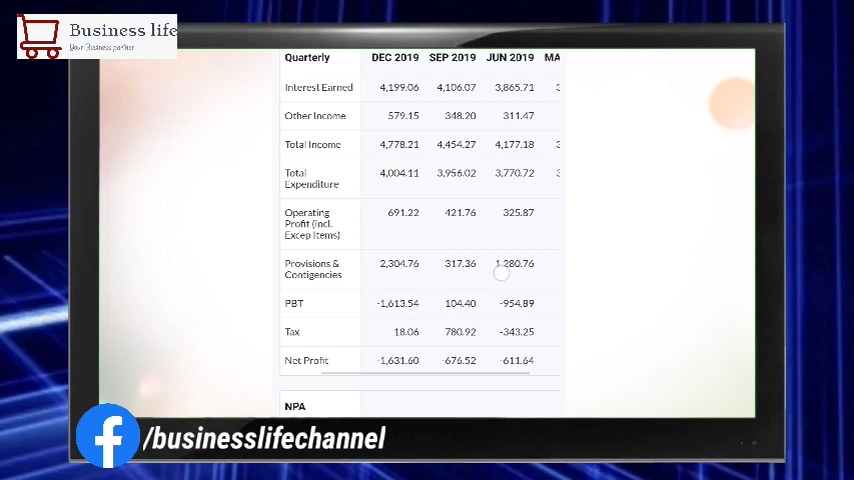 Business life
Your Business partner
Quarterly DEC 2019 SEP 2019 JUN 2019 MA
Interest Earned 4,199.06 4,106.07 3,865.71
Other Income 579.15 348.20 311.47
Total Income 4,778.21 4,454.27 4,177.18
Total
Expenditure 4,004.11 3,956.02 3,770.72
Operating
Profit (incl.
Excep Items) 691.22 421.76 325.87
Provisions &
Contigencies 2,304.76 317.36 1,280.76
PBT -1,613.54 104.40 -954.89
Tax 18.06 780.92 -343.25
Net Profit -1,631.60 -676.52 -611.64
NPA
/businesslifechannel